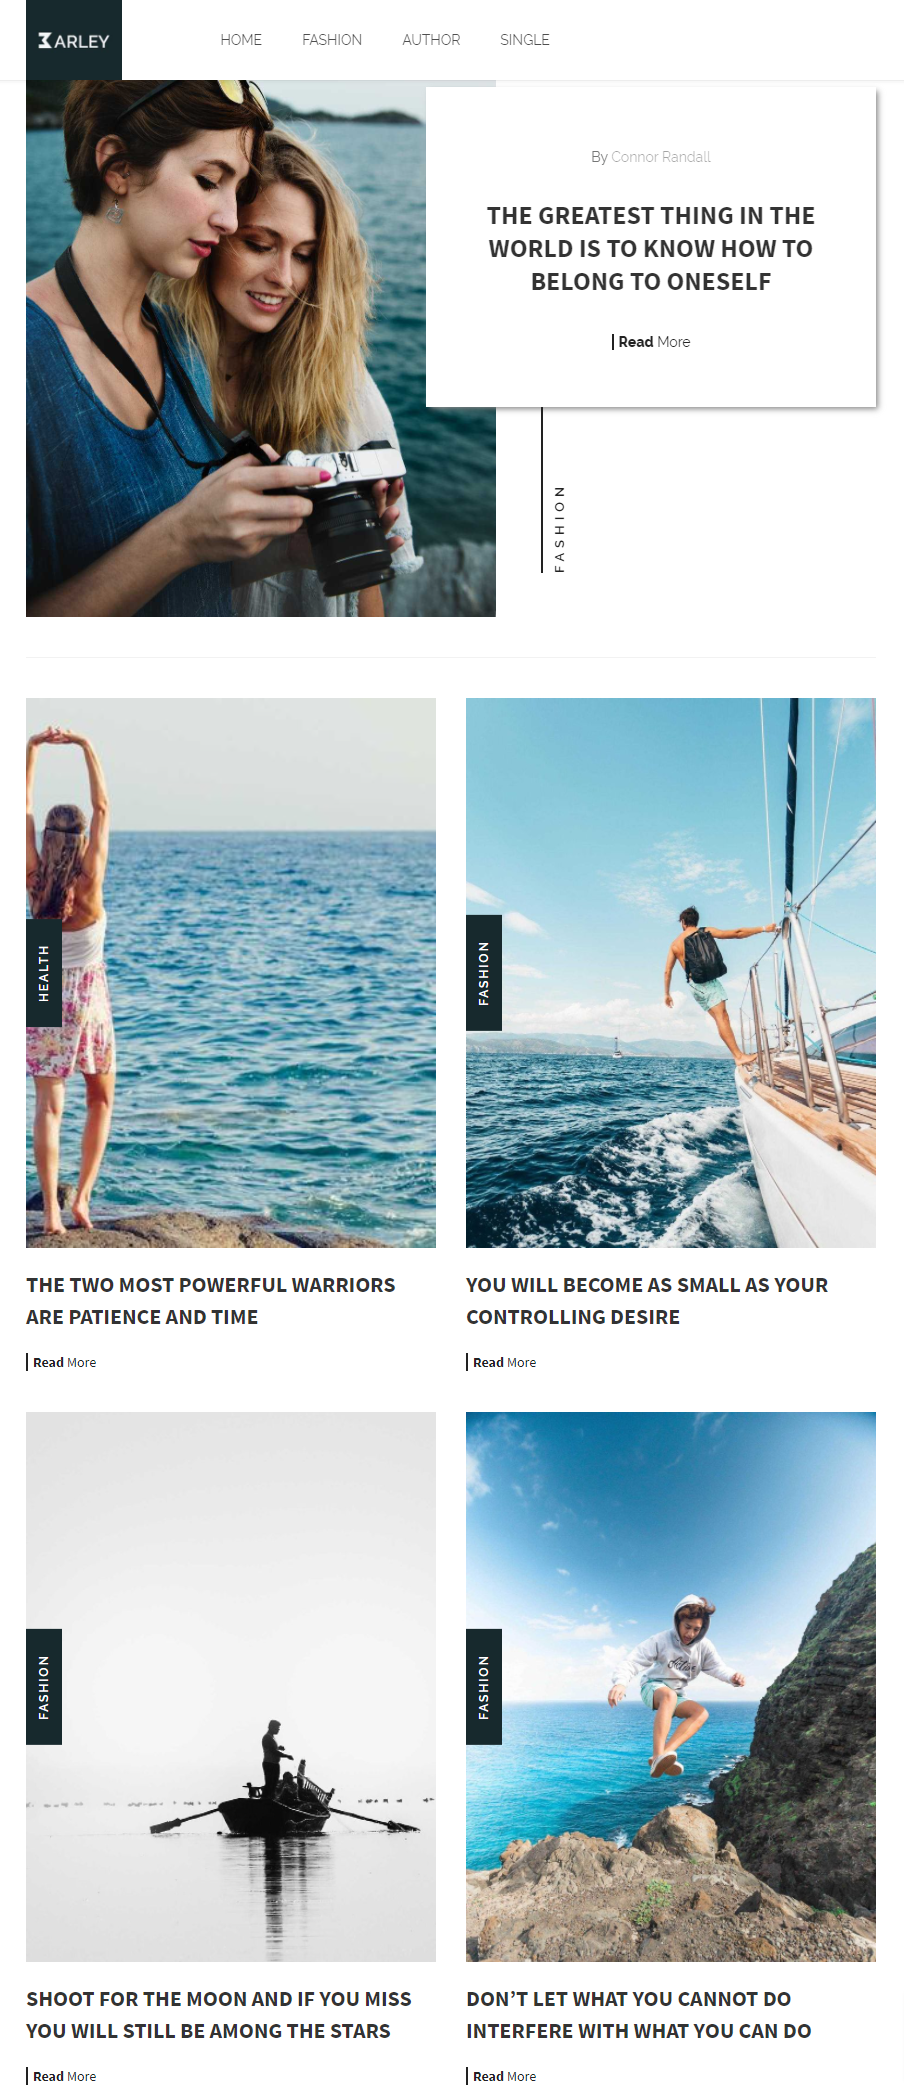 ARLEY
HOME
FASHION
AUTHOR
SINGLE
By Connor Randall
THE GREATEST THING IN THE
WORLD IS TO KNOW HOW TO
BELONG TO ONESELF
Read More
FASHION
HEALTH
FASHION
THE TWO MOST POWERFUL WARRIORS
ARE PATIENCE AND TIME
Read More
YOU WILL BECOME AS SMALL AS YOUR
CONTROLLING DESIRE
Read More
FASHION
FASHION
SHOOT FOR THE MOON AND IF YOU MISS
YOU WILL STILL BE AMONG THE STARS
Read More
DON’T LET WHAT YOU CANNOT DO
INTERFERE WITH WHAT YOU CAN DO
Read More